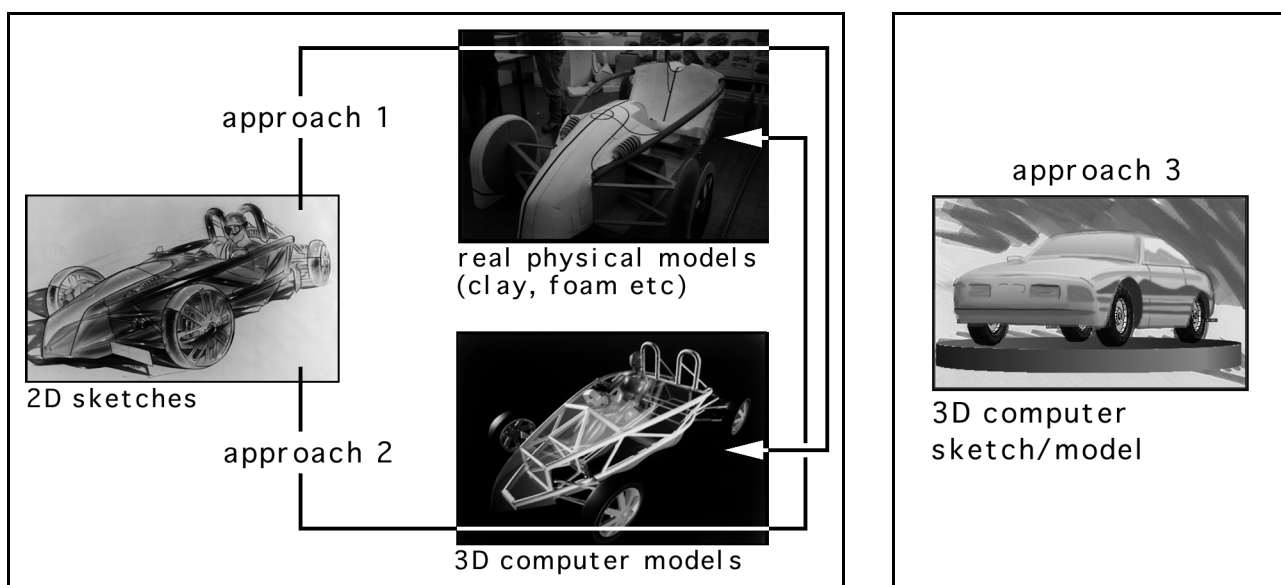 approach 1
real physical models
(clay, foam etc)
2D sketches
approach 2
3D computer models
approach 3
3D computer
sketch/model